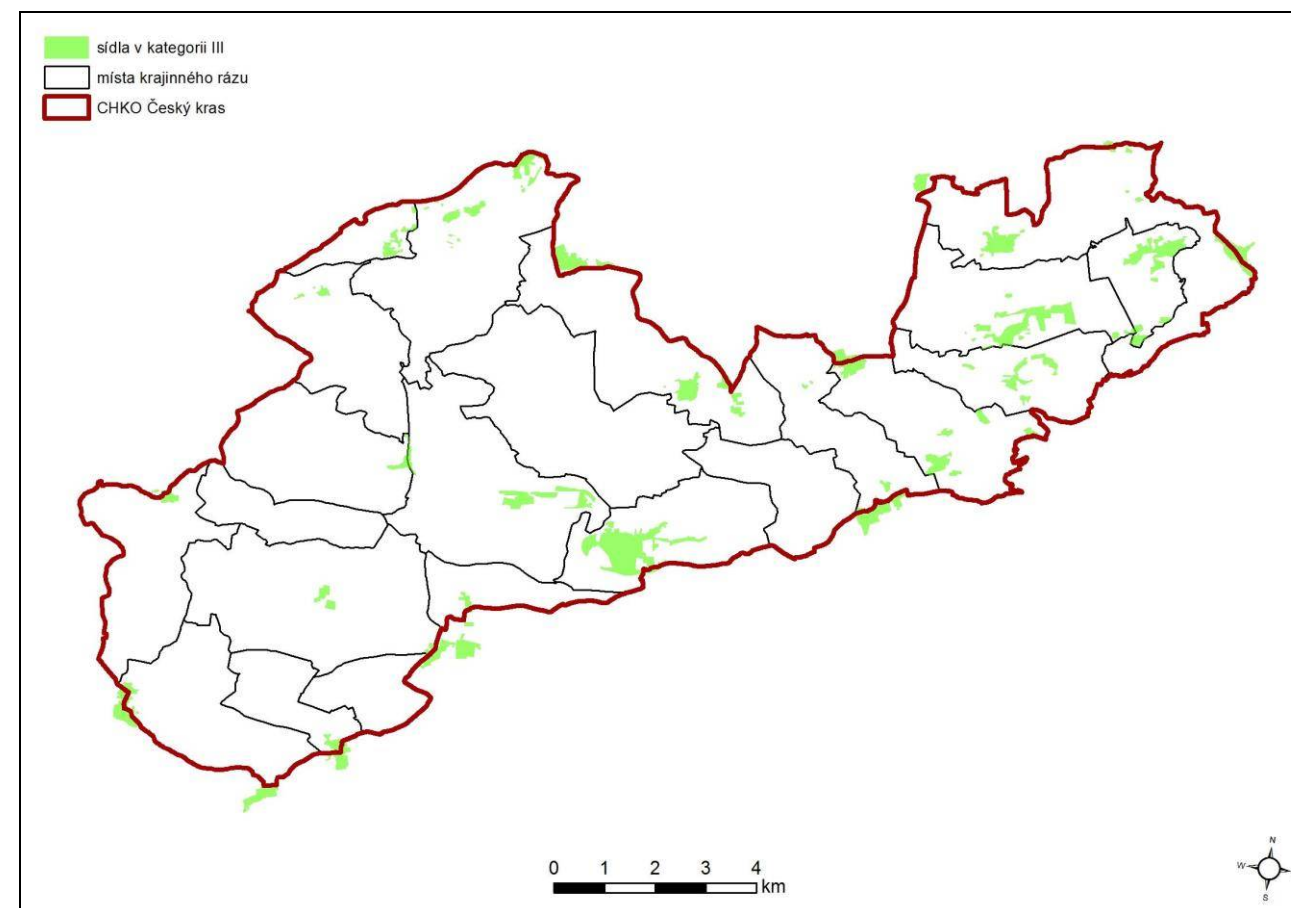 sídla v kategorii III
místa krajinného rázu
CHKO Český kras
0 1 2 3 4
km
N
W
S